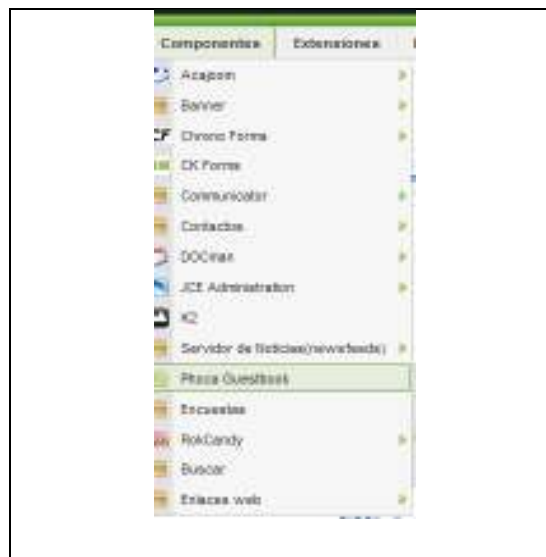 Componentes Extensiones
Acajoom
Banner
CF Chrono Forms
CK Forms
Communicator
Contactos
DOCman
JCE Administration
K2
Servidor de Noticias(newsfeeds)
Phoca Guestbook
Encuestas
RokCandy
Buscar
Enlaces web